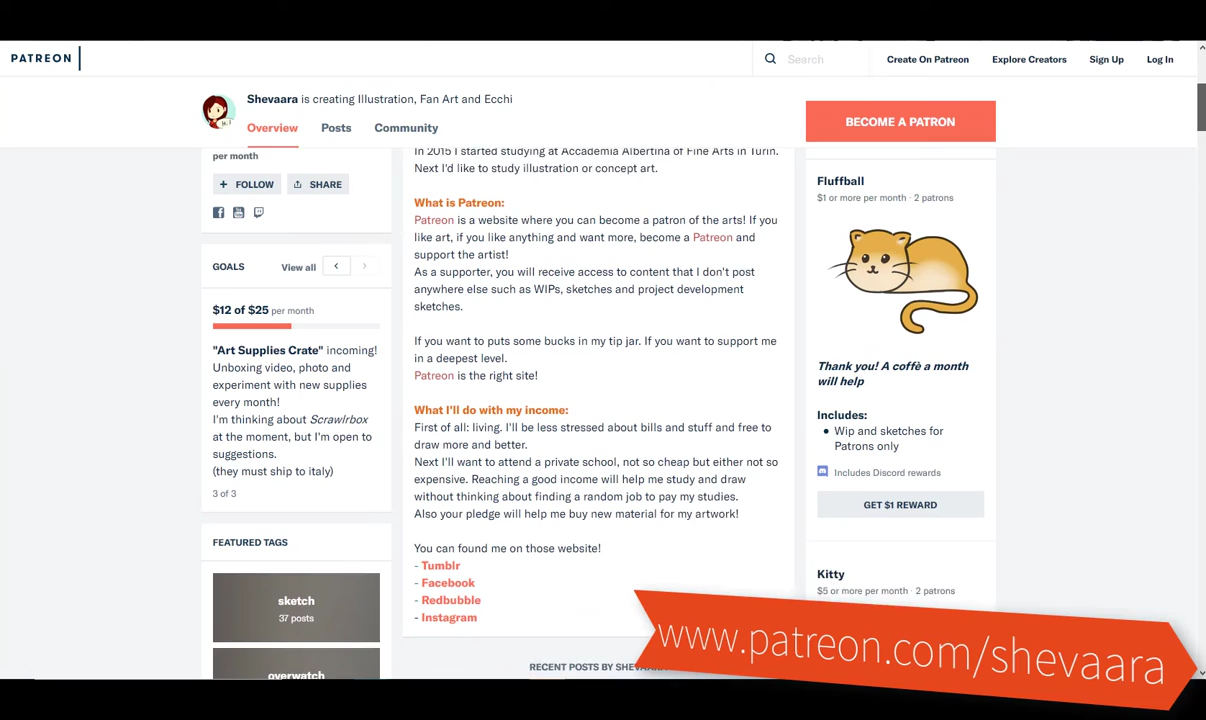 PATREON
Search
Create On Patreon
Explore Creators
Sign Up
Log In
Shevaara is creating Illustration, Fan Art and Ecchi
Overview
Posts
Community
BECOME A PATRON
per month
FOLLOW
SHARE
GOALS
View all
$12 of $25 per month
"Art Supplies Crate" incoming!
Unboxing video, photo and
experiment with new supplies
every month!
I'm thinking about Scrawlrbox
at the moment, but I'm open to
suggestions.
(they must ship to italy)
3 of 3
FEATURED TAGS
sketch
37 posts
overwatch
In 2015 I started studying at Accademia Albertina of Fine Arts in Turin.
Next I'd like to study illustration or concept art.
What is Patreon:
Patreon is a website where you can become a patron of the arts! If you
like art, if you like anything and want more, become a Patreon and
support the artist!
As a supporter, you will receive access to content that I don't post
anywhere else such as WIPs, sketches and project development
sketches.
If you want to puts some bucks in my tip jar. If you want to support me
in a deepest level.
Patreon is the right site!
What I'll do with my income:
First of all: living. I'll be less stressed about bills and stuff and free to
draw more and better.
Next I'll want to attend a private school, not so cheap but either not so
expensive. Reaching a good income will help me study and draw
without thinking about finding a random job to pay my studies.
Also your pledge will help me buy new material for my artwork!
You can found me on those website!
- Tumblr
- Facebook
- Redbubble
- Instagram
RECENT POSTS BY SHEVAARA
Fluffball
$1 or more per month · 2 patrons
Thank you! A coffè a month
will help
Includes:
• Wip and sketches for
Patrons only
Includes Discord rewards
GET $1 REWARD
Kitty
$5 or more per month · 2 patrons
www.patreon.com/shevaara